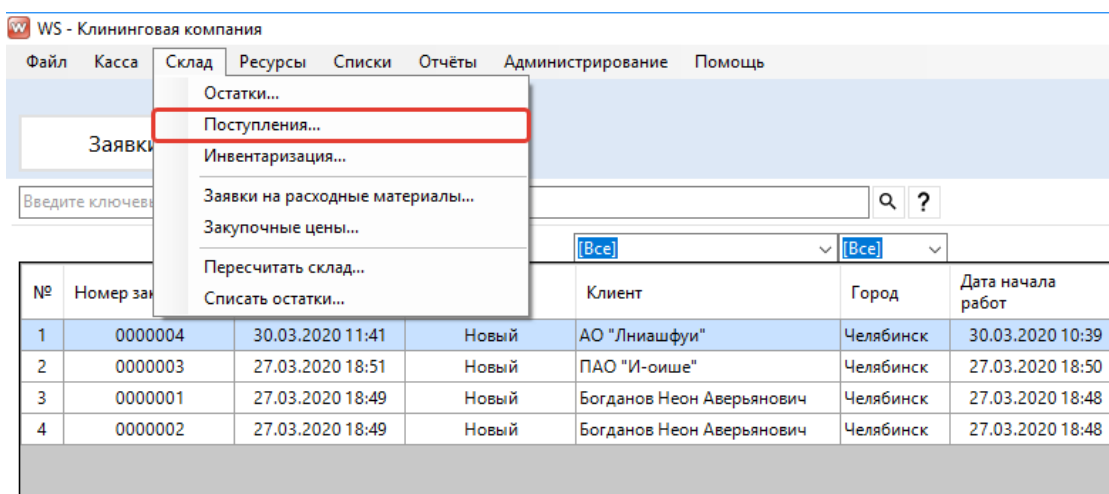 WS - Клининговая компания
Файл Касса Склад Ресурсы Списки Отчёты Администрирование Помощь
Остатки...
Поступления...
Заявки
Инвентаризация...
Введите ключевы
Заявки на расходные материалы... ?
Закупочные цены...
[Все] [Все]
Пересчитать склад...
Списать остатки...
№ Номер зак Клиент Город Дата начала работ
1 0000004 30.03.2020 11:41 Новый АО "Лниашфуи" Челябинск 30.03.2020 10:39
2 0000003 27.03.2020 18:51 Новый ПАО "И-оише" Челябинск 27.03.2020 18:50
3 0000001 27.03.2020 18:49 Новый Богданов Неон Аверьянович Челябинск 27.03.2020 18:48
4 0000002 27.03.2020 18:49 Новый Богданов Неон Аверьянович Челябинск 27.03.2020 18:48